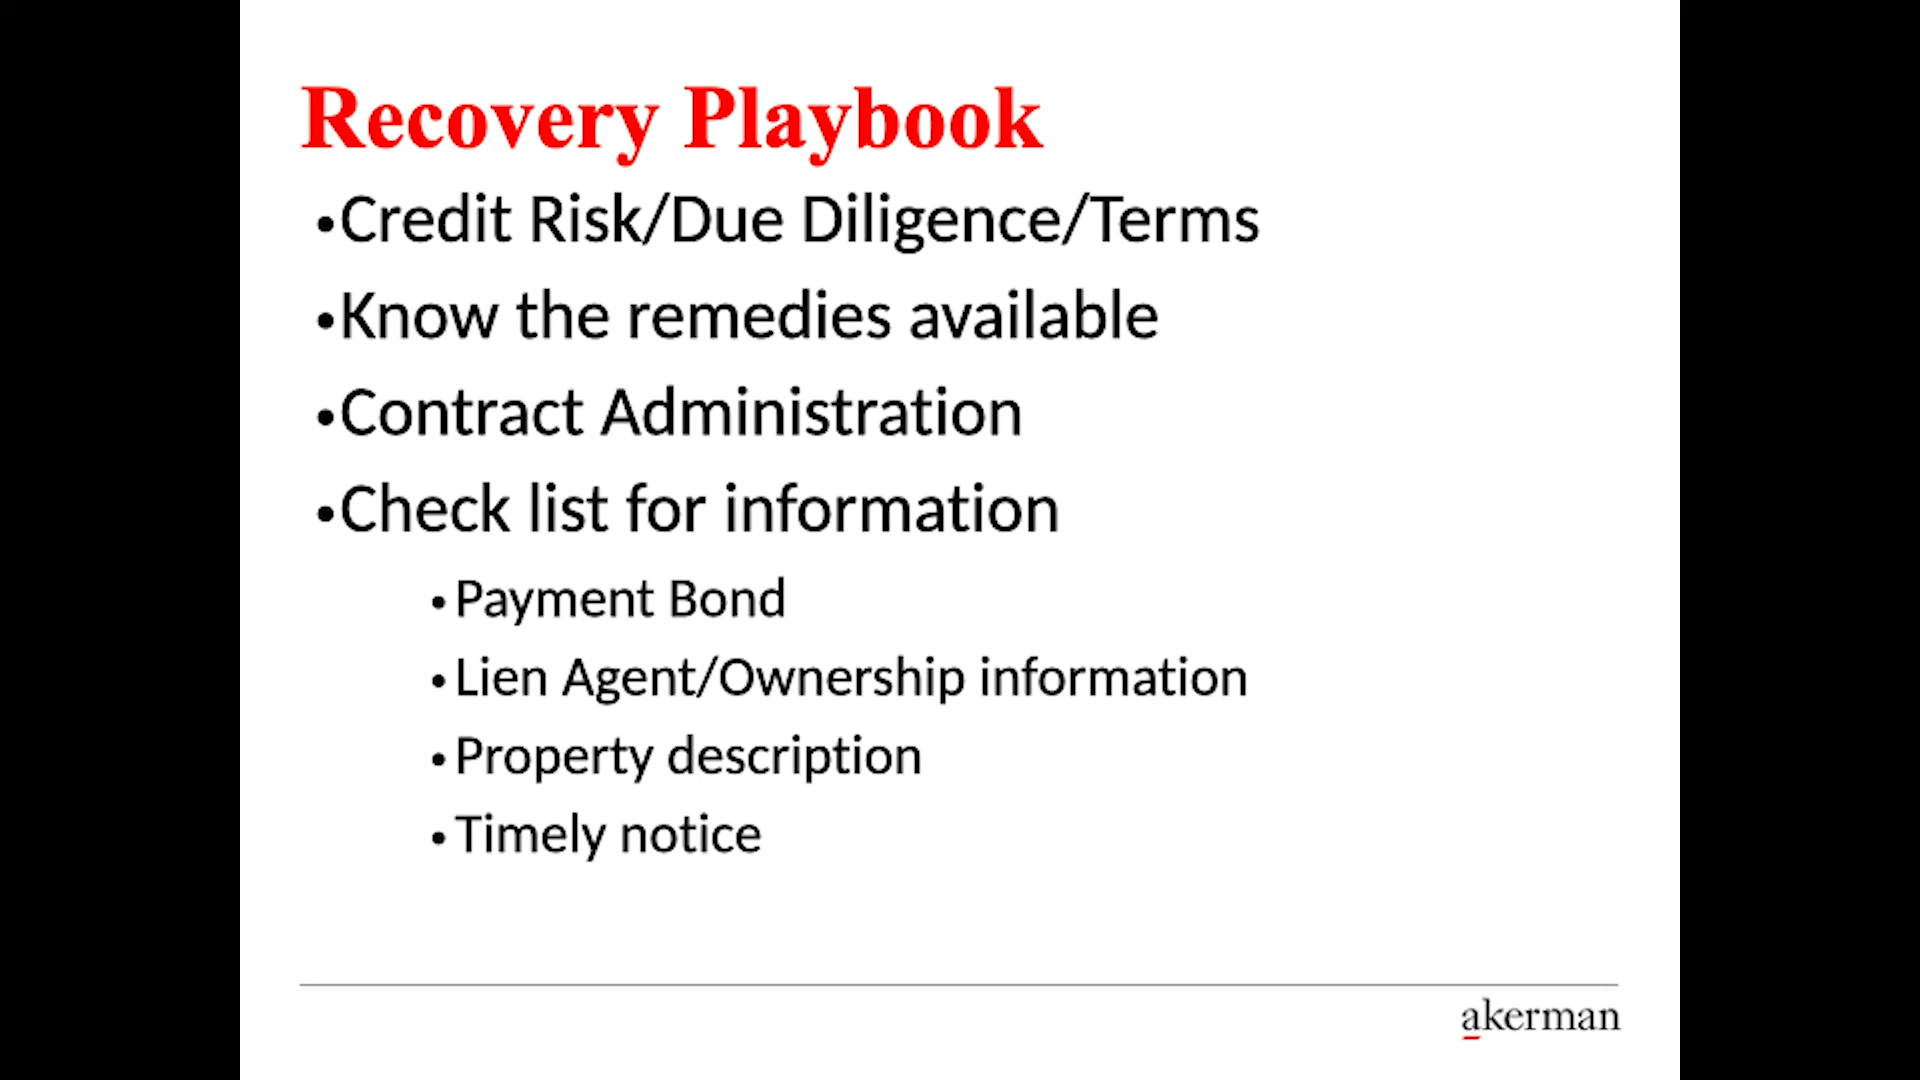 Recovery Playbook
•Credit Risk/Due Diligence/Terms
•Know the remedies available
•Contract Administration
•Check list for information
•Payment Bond
•Lien Agent/Ownership information
•Property description
•Timely notice
akerman